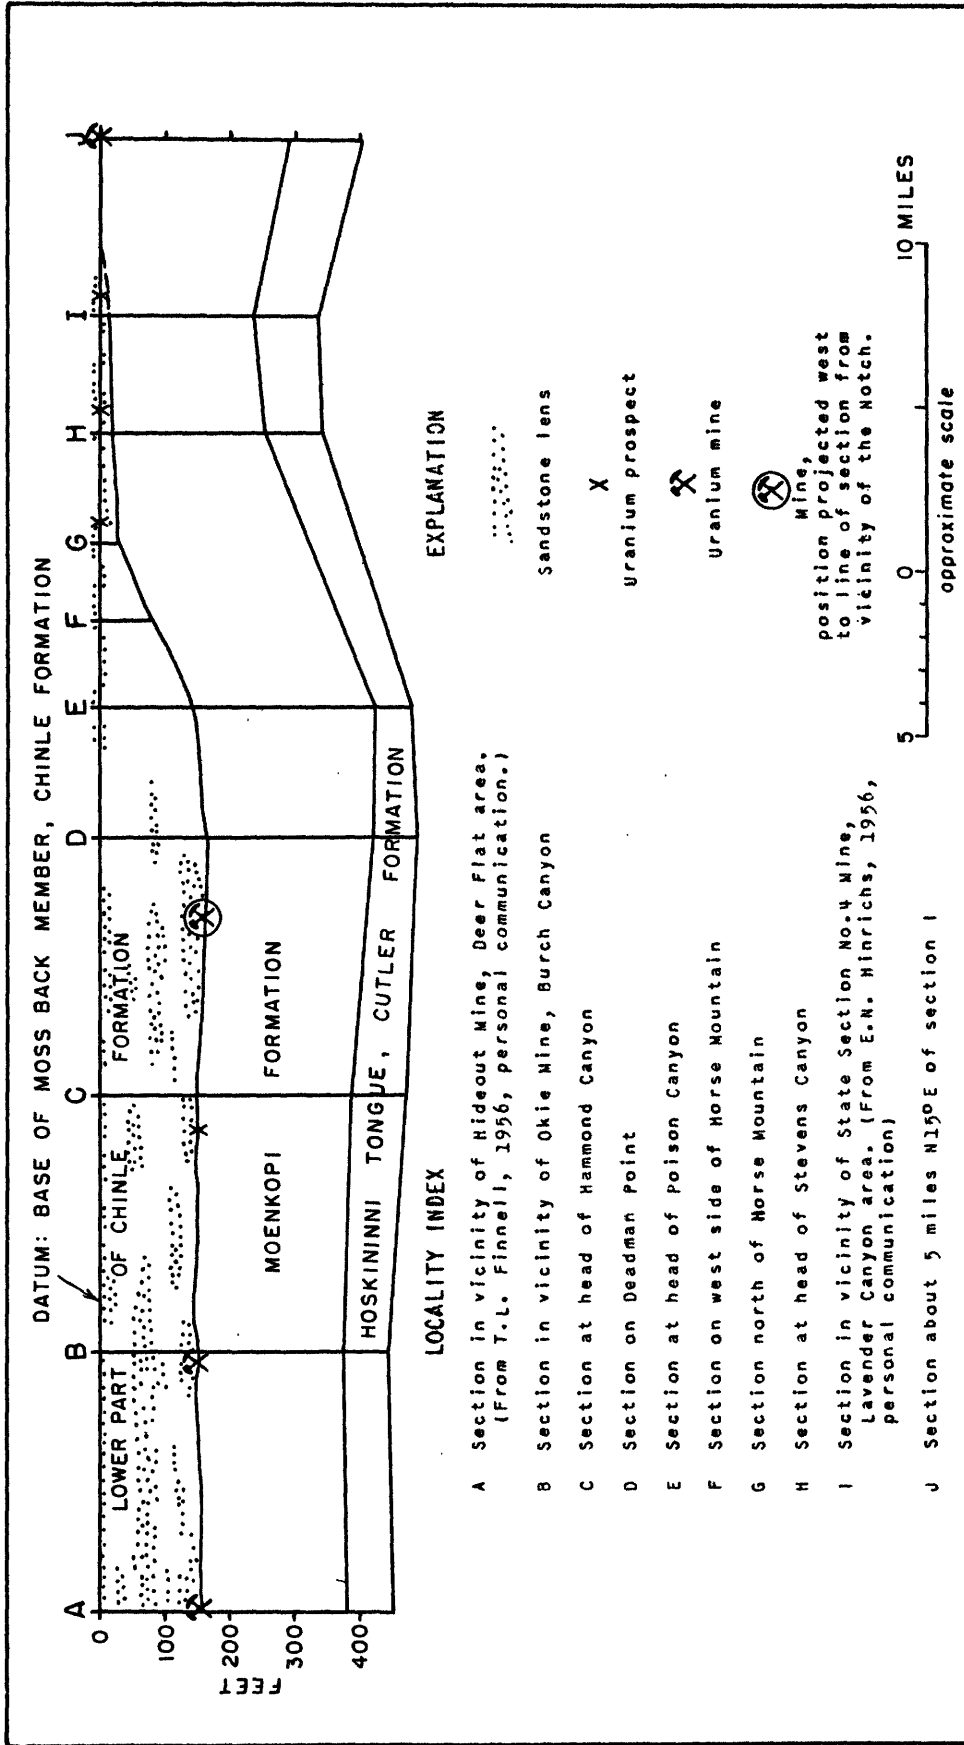 DATUM: BASE OF MOSS BACK MEMBER, CHINLE FORMATION
A B C D E F G H I J
0
100
200
300
400
FEET
LOWER PART OF CHINLE FORMATION
MOENKOPI FORMATION
HOSKININNI TONGUE, CUTLER FORMATION
LOCALITY INDEX
A Section in vicinity of Hideout Mine, Deer Flat area.
(From T.L. Finnell, 1956, personal communication.)
B Section in vicinity of Okie Mine, Burch Canyon
C Section at head of Hammond Canyon
D Section on Deadman Point
E Section at head of Poison Canyon
F Section on west side of Horse Mountain
G Section north of Horse Mountain
H Section at head of Stevens Canyon
I Section in vicinity of State Section No.4 Mine,
Lavender Canyon area. (From E.N. Hinrichs, 1956,
personal communication)
J Section about 5 miles N15°E of section I
EXPLANATION
Sandstone lens
X
Uranium prospect
Uranium mine
Mine,
position projected west
to line of section from
vicinity of the Notch.
5 0 10 MILES
approximate scale